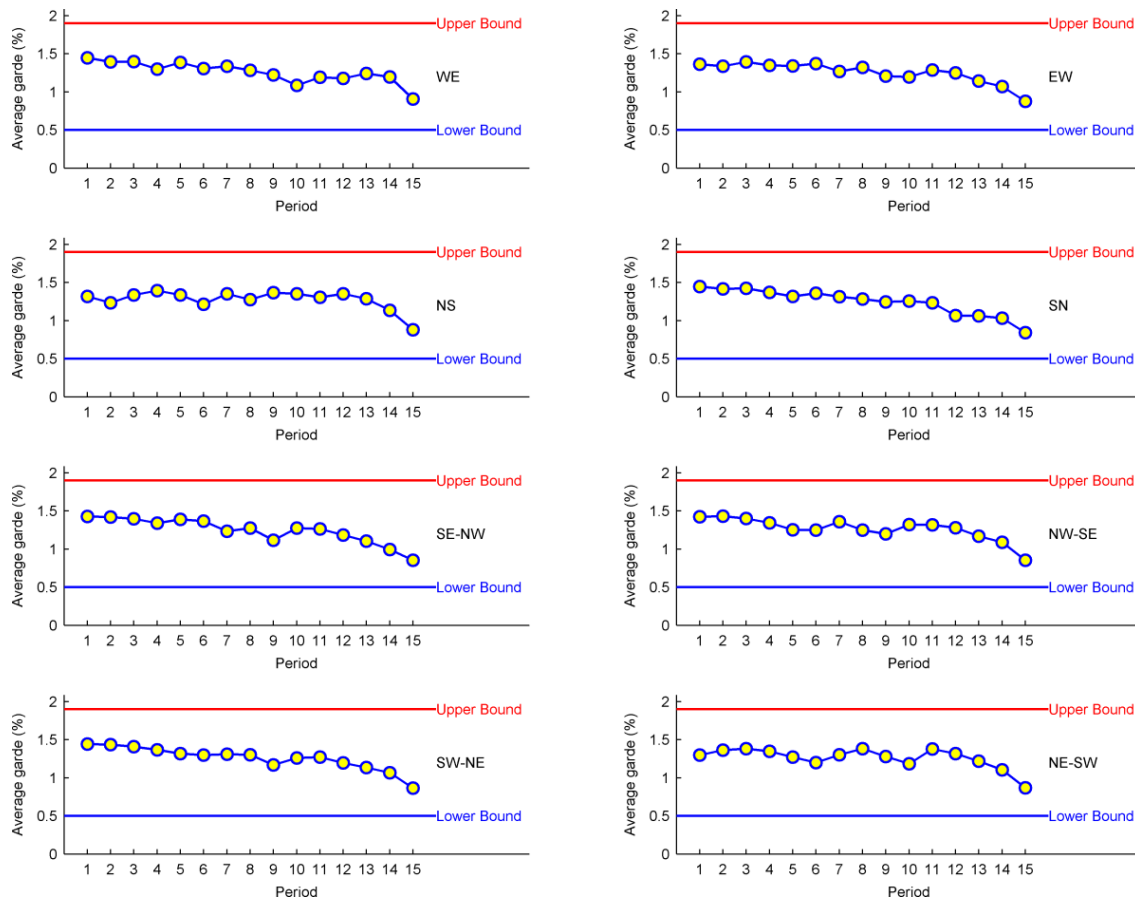 2
1.5
1
0.5
0
Average garde (%)
Upper Bound
WE
Lower Bound
1 2 3 4 5 6 7 8 9 10 11 12 13 14 15
Period
2
1.5
1
0.5
0
Average garde (%)
Upper Bound
EW
Lower Bound
1 2 3 4 5 6 7 8 9 10 11 12 13 14 15
Period
2
1.5
1
0.5
0
Average garde (%)
Upper Bound
NS
Lower Bound
1 2 3 4 5 6 7 8 9 10 11 12 13 14 15
Period
2
1.5
1
0.5
0
Average garde (%)
Upper Bound
SN
Lower Bound
1 2 3 4 5 6 7 8 9 10 11 12 13 14 15
Period
2
1.5
1
0.5
0
Average garde (%)
Upper Bound
SE-NW
Lower Bound
1 2 3 4 5 6 7 8 9 10 11 12 13 14 15
Period
2
1.5
1
0.5
0
Average garde (%)
Upper Bound
NW-SE
Lower Bound
1 2 3 4 5 6 7 8 9 10 11 12 13 14 15
Period
2
1.5
1
0.5
0
Average garde (%)
Upper Bound
SW-NE
Lower Bound
1 2 3 4 5 6 7 8 9 10 11 12 13 14 15
Period
2
1.5
1
0.5
0
Average garde (%)
Upper Bound
NE-SW
Lower Bound
1 2 3 4 5 6 7 8 9 10 11 12 13 14 15
Period